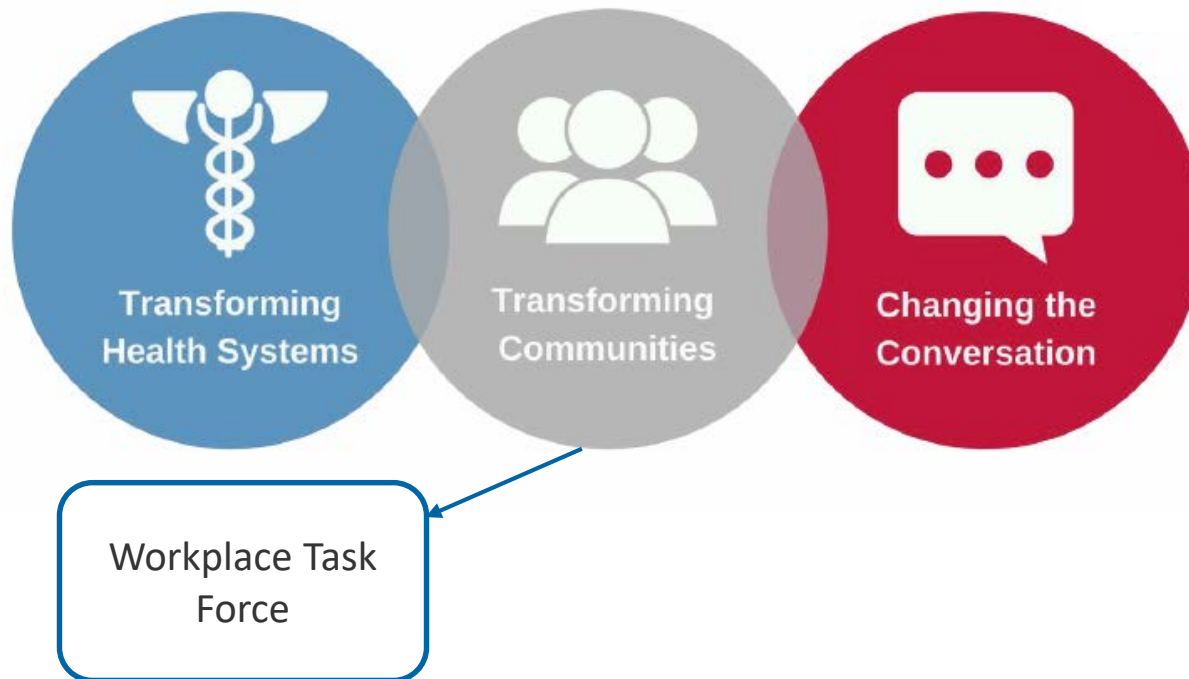 Transforming
Health Systems
Transforming
Communities
Changing the
Conversation
Workplace Task
Force